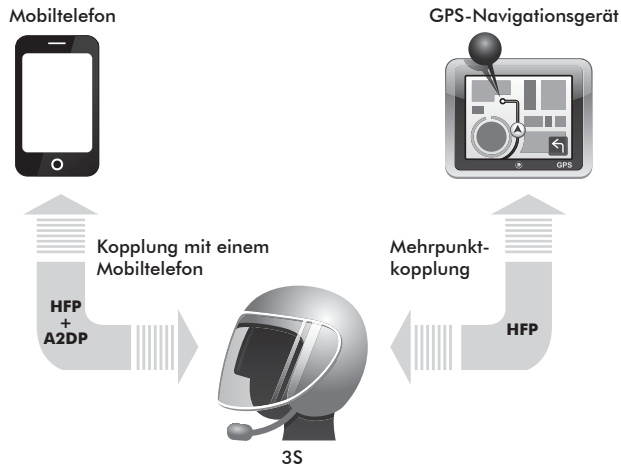 Mobiltelefon
GPS-Navigationsgerät
GPS
Kopplung mit einem
Mobiltelefon
Mehrpunkt-
kopplung
HFP
+
A2DP
HFP
3S